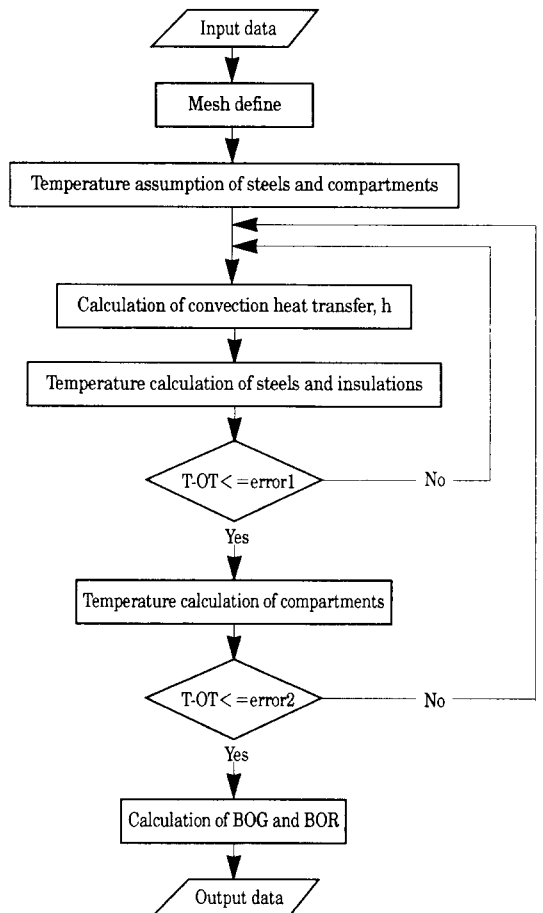 Input data
Mesh define
Temperature assumption of steels and compartments
Calculation of convection heat transfer, h
Temperature calculation of steels and insulations
T-OT< =error1
No
Yes
Temperature calculation of compartments
T-OT< =error2
No
Yes
Calculation of BOG and BOR
Output data